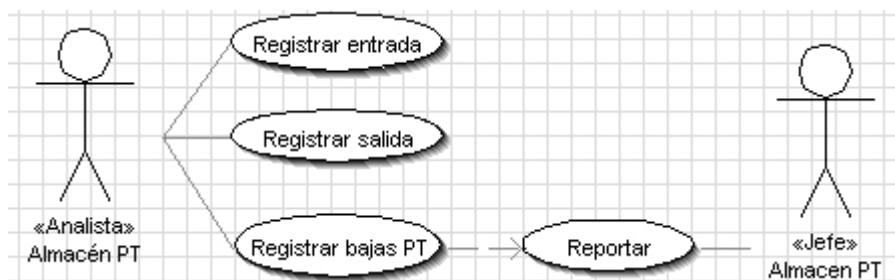 Registrar entrada
Registrar salida
«Analista»
Almacén PT
Registrar bajas PT
Reportar
«Jefe»
Almacen PT